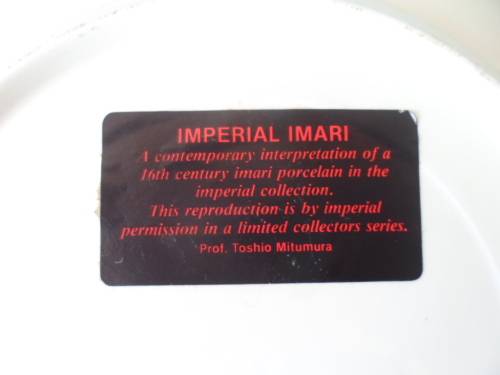 IMPERIAL IMARI
A contemporary interpretation of a
16th century imari porcelain in the
imperial collection.
This reproduction is by imperial
permission in a limited collectors series.
Prof. Toshio Mitumura